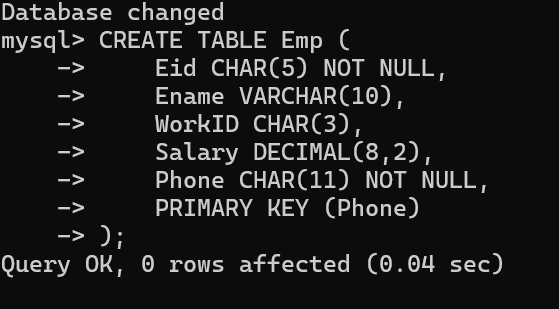 Database changed
mysql> CREATE TABLE Emp (
    ->     Eid CHAR(5) NOT NULL,
    ->     Ename VARCHAR(10),
    ->     WorkID CHAR(3),
    ->     Salary DECIMAL(8,2),
    ->     Phone CHAR(11) NOT NULL,
    ->     PRIMARY KEY (Phone)
    -> );
Query OK, 0 rows affected (0.04 sec)